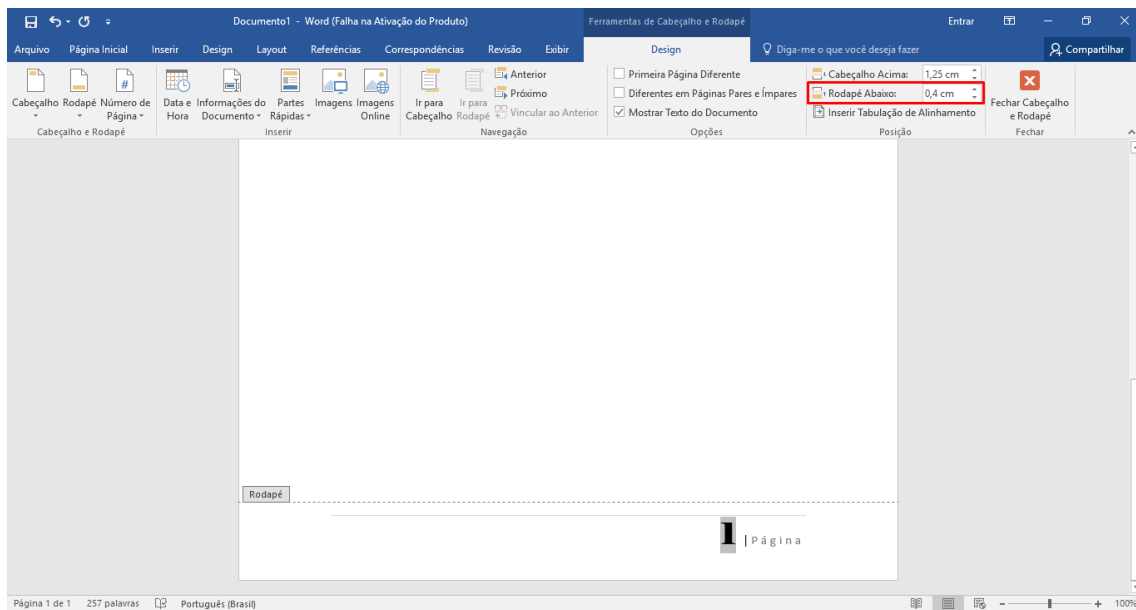 Documento1 - Word (Falha na Ativação do Produto)
Ferramentas de Cabeçalho e Rodapé
Entrar
Arquivo Página Inicial Inserir Design Layout Referências Correspondências Revisão Exibir Design Diga-me o que você deseja fazer Compartilhar
Cabeçalho
Rodapé
Número de
Página
Cabeçalho e Rodapé
Data e
Hora
Informações do
Documento
Partes
Rápidas
Imagens
Imagens
Online
Inserir
Ir para
Cabeçalho
Ir para
Rodapé
Anterior
Próximo
Vincular ao Anterior
Navegação
Primeira Página Diferente
Diferentes em Páginas Pares e Ímpares
Mostrar Texto do Documento
Opções
Cabeçalho Acima: 1,25 cm
Rodapé Abaixo: 0,4 cm
Inserir Tabulação de Alinhamento
Posição
Fechar Cabeçalho
e Rodapé
Fechar
Rodapé
1 | Página
Página 1 de 1 257 palavras Português (Brasil) 100%